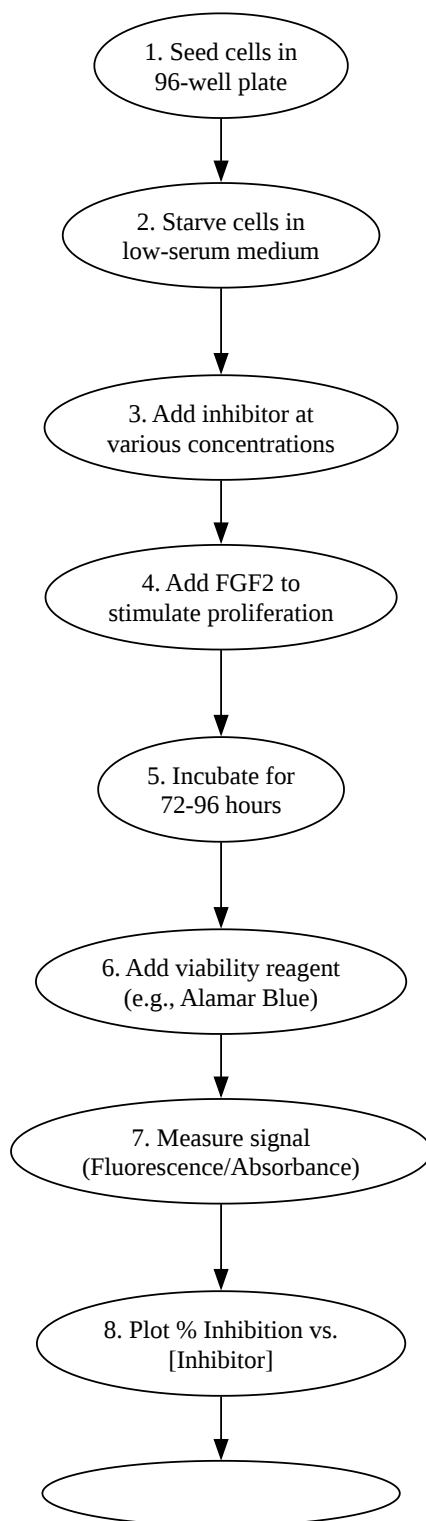 1. Seed cells in
96-well plate
2. Starve cells in
low-serum medium
3. Add inhibitor at
various concentrations
4. Add FGF2 to
stimulate proliferation
5. Incubate for
72-96 hours
6. Add viability reagent
(e.g., Alamar Blue)
7. Measure signal
(Fluorescence/Absorbance)
8. Plot % Inhibition vs.
[Inhibitor]